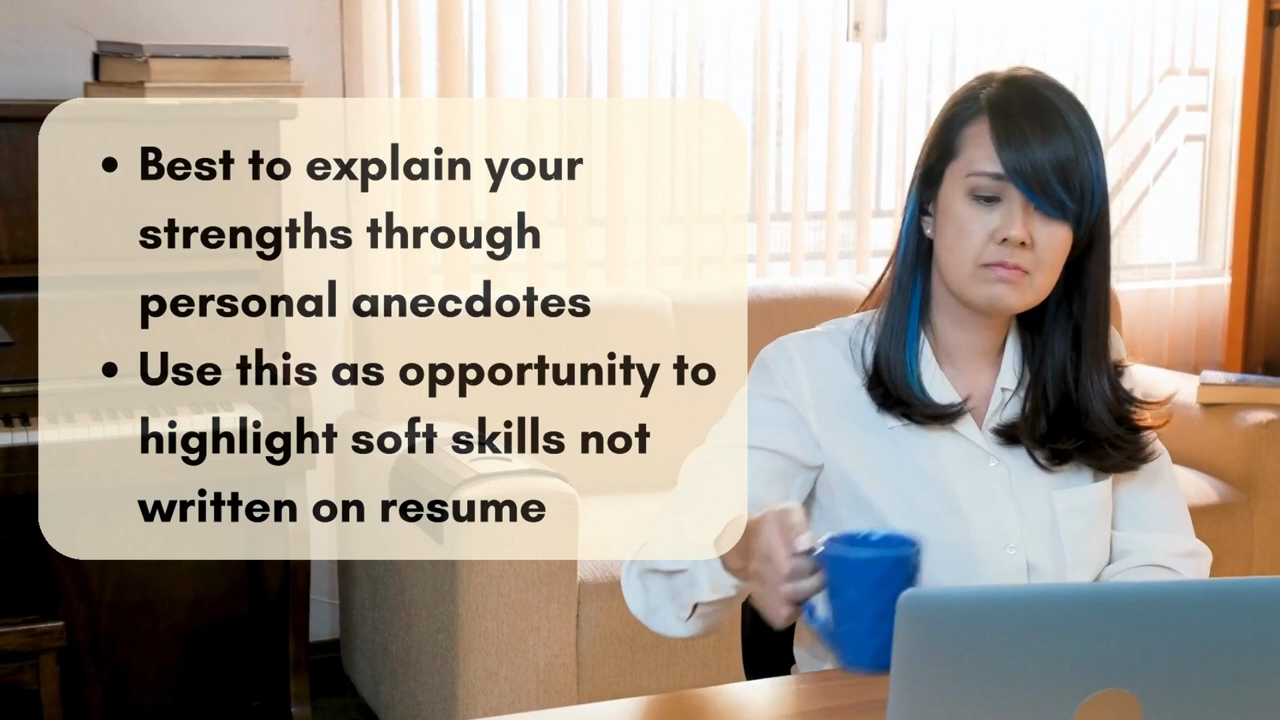 • Best to explain your
strengths through
personal anecdotes
• Use this as opportunity to
highlight soft skills not
written on resume